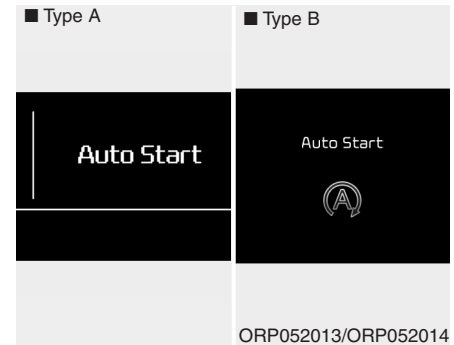 ■ Type A
■ Type B
Auto Start
Auto Start
A
ORP052013/ORP052014